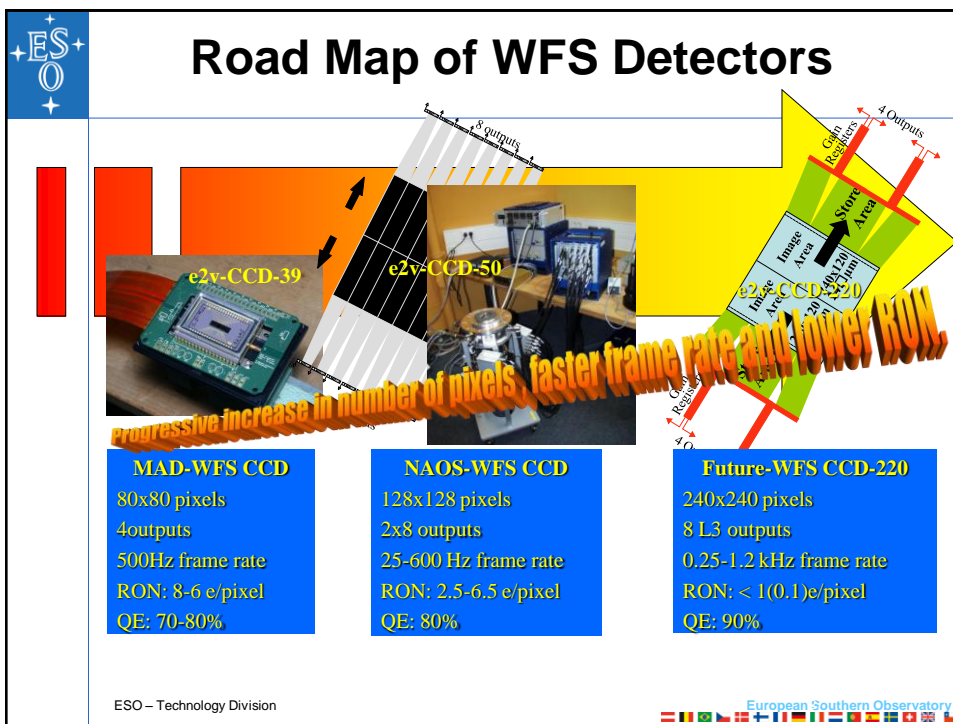 ESO
Road Map of WFS Detectors
8 outputs
4 Outputs
Gain
Registers
Store
Area
Image
Area
Image
Area
e2v-CCD-39
e2v-CCD-50
e2v-CCD-220
Gain
Progressive increase in number of pixels, faster frame rate and lower RON.
MAD-WFS CCD
80x80 pixels
4outputs
500Hz frame rate
RON: 8-6 e/pixel
QE: 70-80%
NAOS-WFS CCD
128x128 pixels
2x8 outputs
25-600 Hz frame rate
RON: 2.5-6.5 e/pixel
QE: 80%
Future-WFS CCD-220
240x240 pixels
8 L3 outputs
0.25-1.2 kHz frame rate
RON: < 1(0.1)e/pixel
QE: 90%
ESO – Technology Division
European Southern Observatory